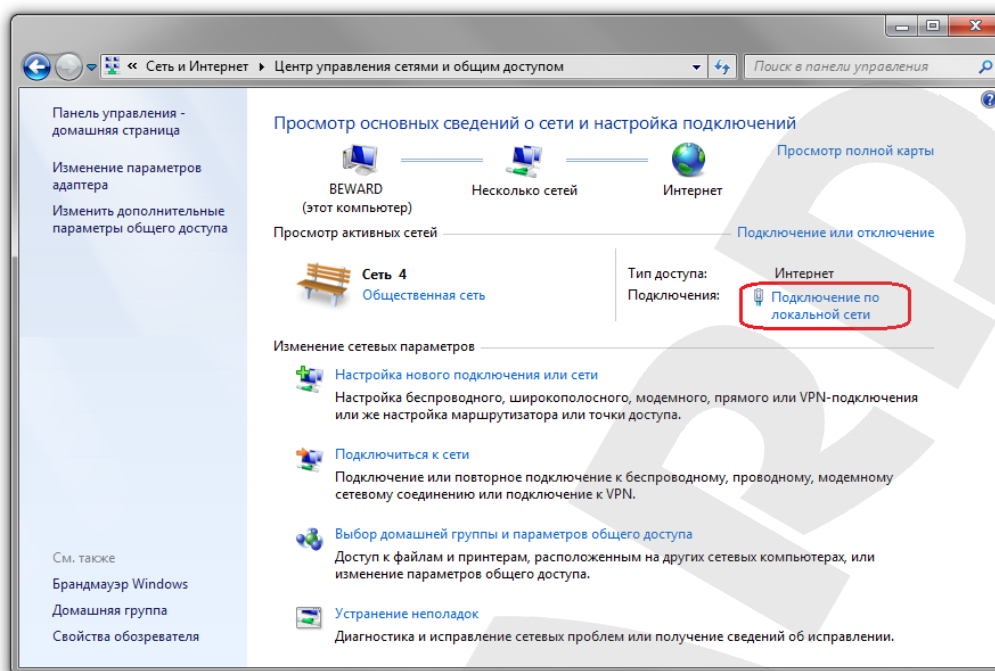 « Сеть и Интернет ▸ Центр управления сетями и общим доступом
Поиск в панели управления
Панель управления -
домашняя страница
Изменение параметров
адаптера
Изменить дополнительные
параметры общего доступа
См. также
Брандмауэр Windows
Домашняя группа
Свойства обозревателя
Просмотр основных сведений о сети и настройка подключений
Просмотр полной карты
BEWARD
(этот компьютер)
Несколько сетей
Интернет
Просмотр активных сетей
Подключение или отключение
Сеть 4
Общественная сеть
Тип доступа: Интернет
Подключения: Подключение по
локальной сети
Изменение сетевых параметров
Настройка нового подключения или сети
Настройка беспроводного, широкополосного, модемного, прямого или VPN-подключения
или же настройка маршрутизатора или точки доступа.
Подключиться к сети
Подключение или повторное подключение к беспроводному, проводному, модемному
сетевому соединению или подключение к VPN.
Выбор домашней группы и параметров общего доступа
Доступ к файлам и принтерам, расположенным на других сетевых компьютерах, или
изменение параметров общего доступа.
Устранение неполадок
Диагностика и исправление сетевых проблем или получение сведений об исправлении.